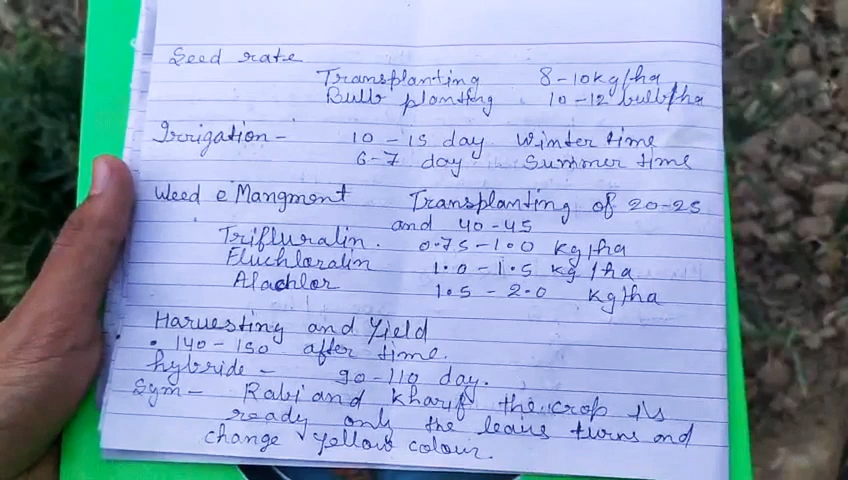 Seed rate
Transplanting 8-10kg/ha
Bulb planting 10-12 bulb/ha
Irrigation - 10-15 day Winter time
6-7 day Summer time
Weed e Mangment Transplanting of 20-25
and 40-45
Trifluralin. 0.75-1.0 kg/ha
Fluchloralin 1.0-1.5 kg/ha
Alachlor 1.5-2.0 kg/ha
Harvesting and Yield
• 140-150 after time.
hybride - 90-110 day.
Sym- Rabi and Kharif the crop is
ready only the leaiis turns and
change yellow colour.